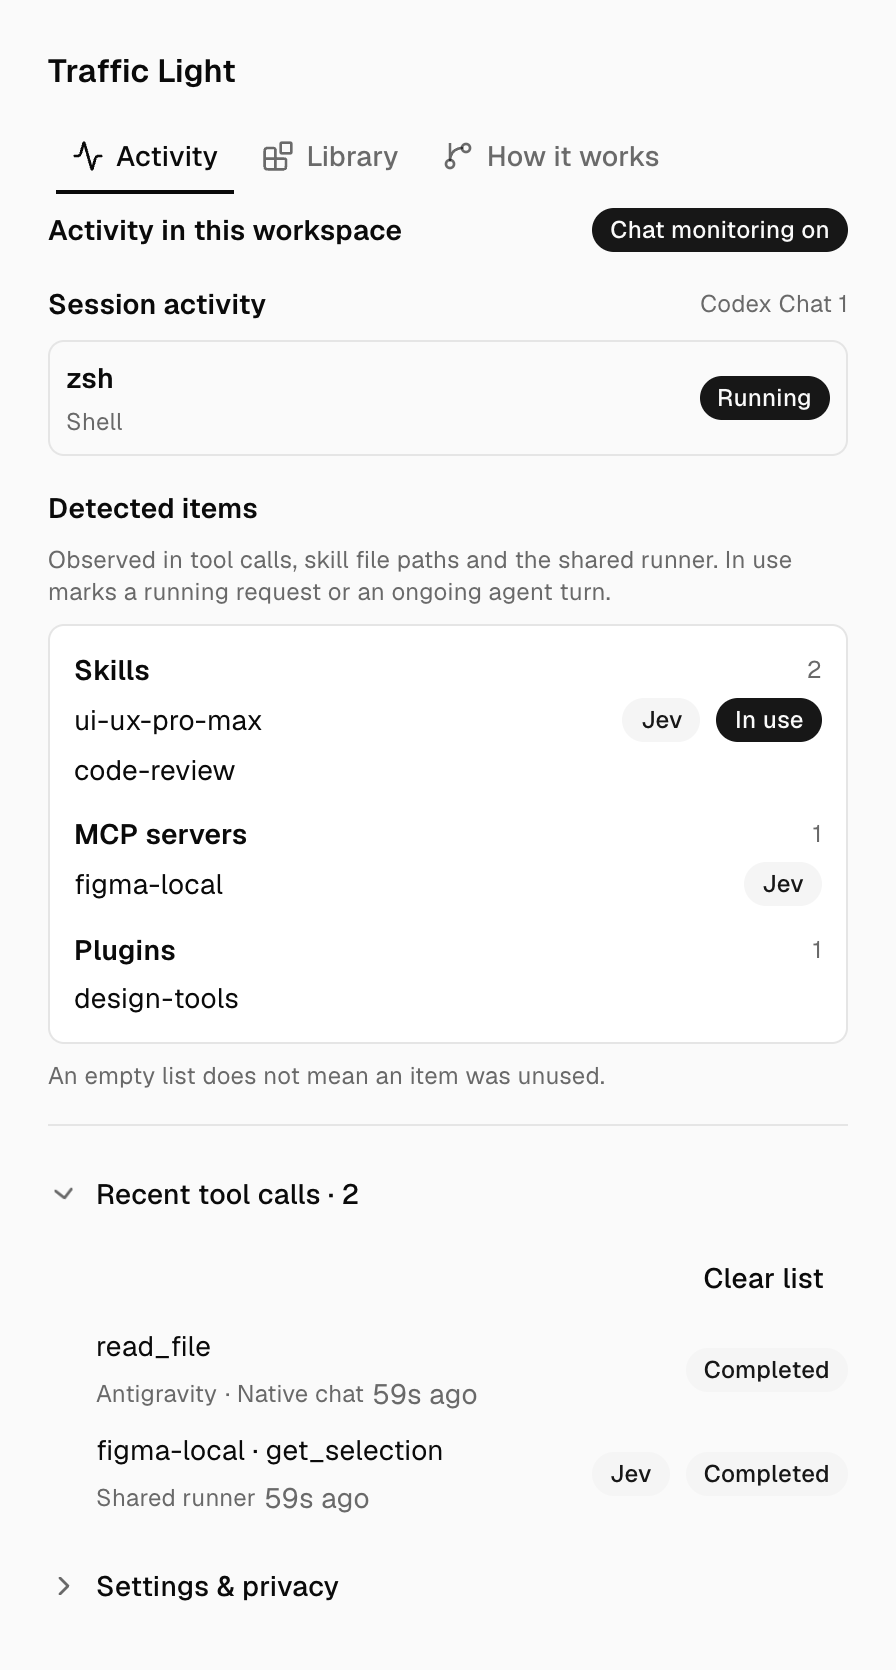 Traffic Light
Activity
Library
How it works
Activity in this workspace
Chat monitoring on
Session activity
Codex Chat 1
zsh
Shell
Running
Detected items
Observed in tool calls, skill file paths and the shared runner. In use
marks a running request or an ongoing agent turn.
Skills
2
ui-ux-pro-max
Jev
In use
code-review
MCP servers
1
figma-local
Jev
Plugins
1
design-tools
An empty list does not mean an item was unused.
Recent tool calls · 2
Clear list
read_file
Antigravity · Native chat 59s ago
Completed
figma-local · get_selection
Shared runner 59s ago
Jev
Completed
Settings & privacy